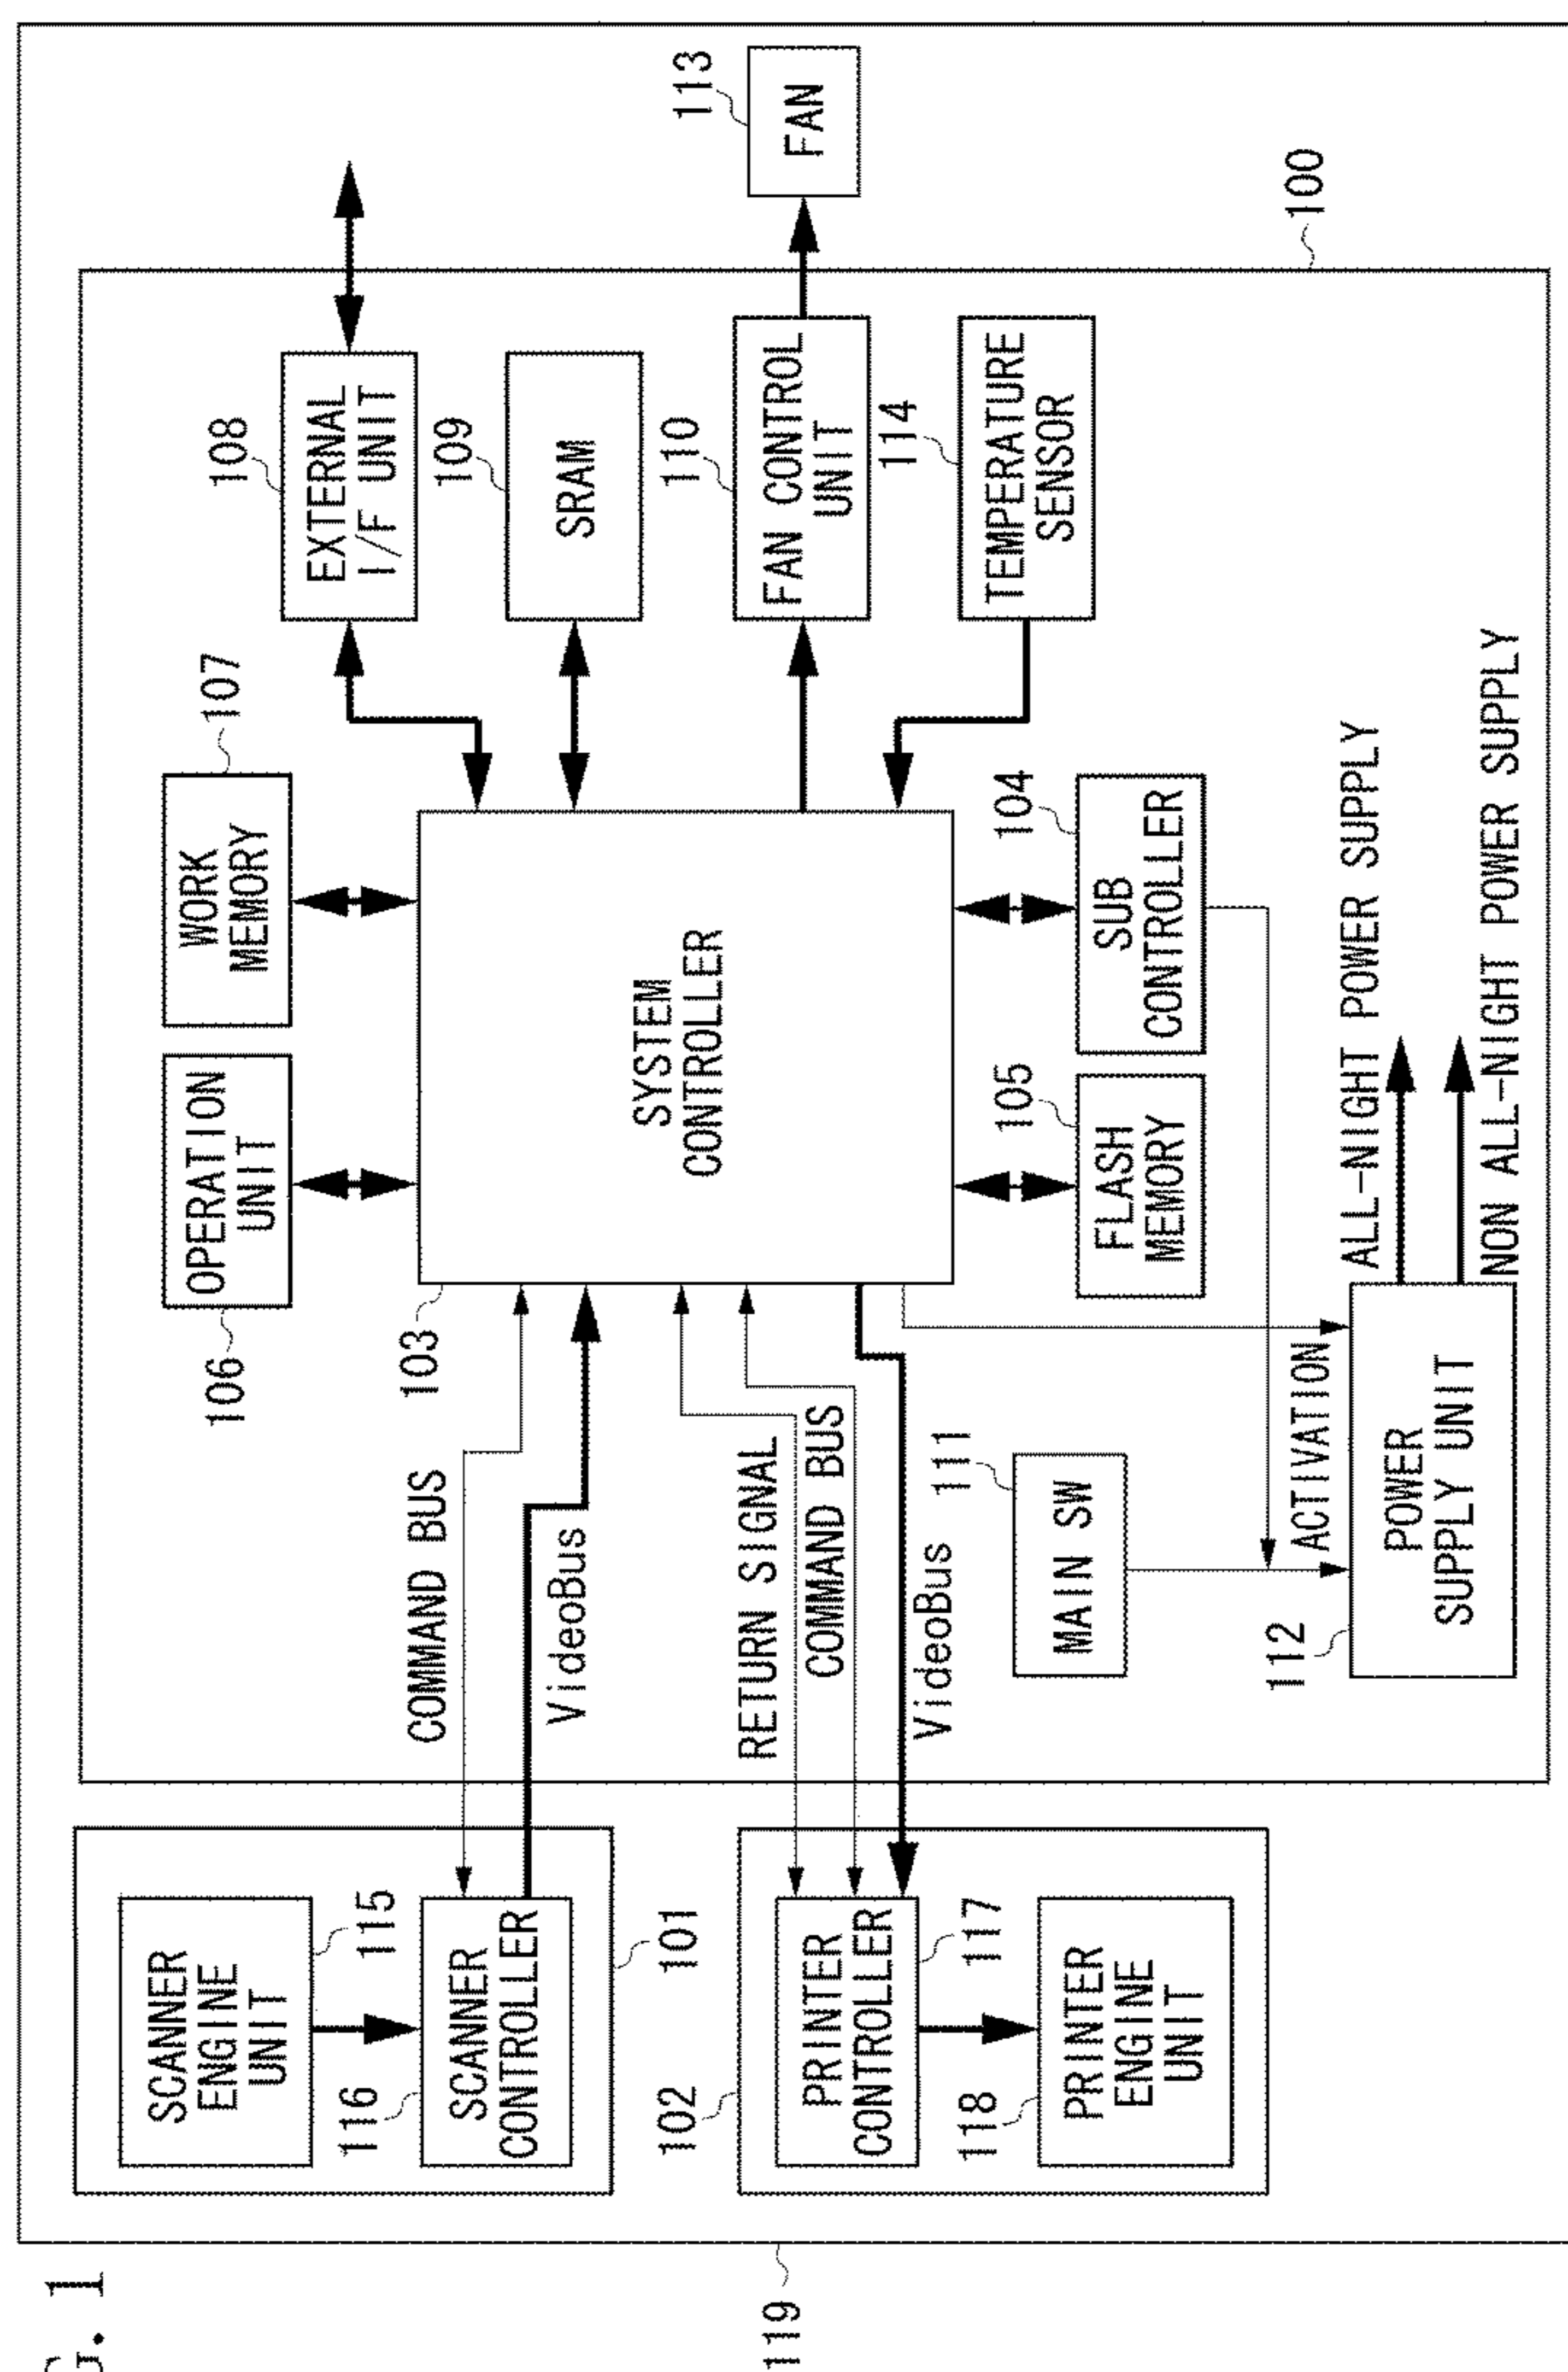 G. 1
119
SCANNER
ENGINE
UNIT
115
116
SCANNER
CONTROLLER
101
102
PRINTER
CONTROLLER
117
118
PRINTER
ENGINE
UNIT
COMMAND BUS
VideoBus
RETURN SIGNAL
COMMAND BUS
VideoBus
106
OPERATION
UNIT
WORK
MEMORY
107
103
SYSTEM
CONTROLLER
105
FLASH
MEMORY
104
SUB
CONTROLLER
111
MAIN SW
ACTIVATION
112
POWER
SUPPLY UNIT
ALL-NIGHT POWER SUPPLY
NON ALL-NIGHT POWER SUPPLY
108
EXTERNAL
I/F UNIT
109
SRAM
110
FAN CONTROL
UNIT
114
TEMPERATURE
SENSOR
113
FAN
100